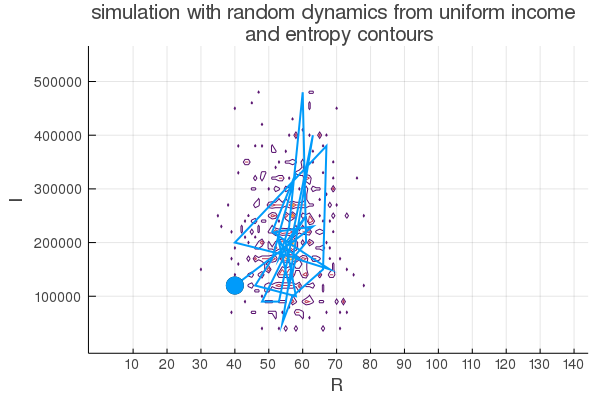 simulation with random dynamics from uniform income
and entropy contours
500000
400000
300000
200000
100000
I
10 20 30 40 50 60 70 80 90 100 110 120 130 140
R